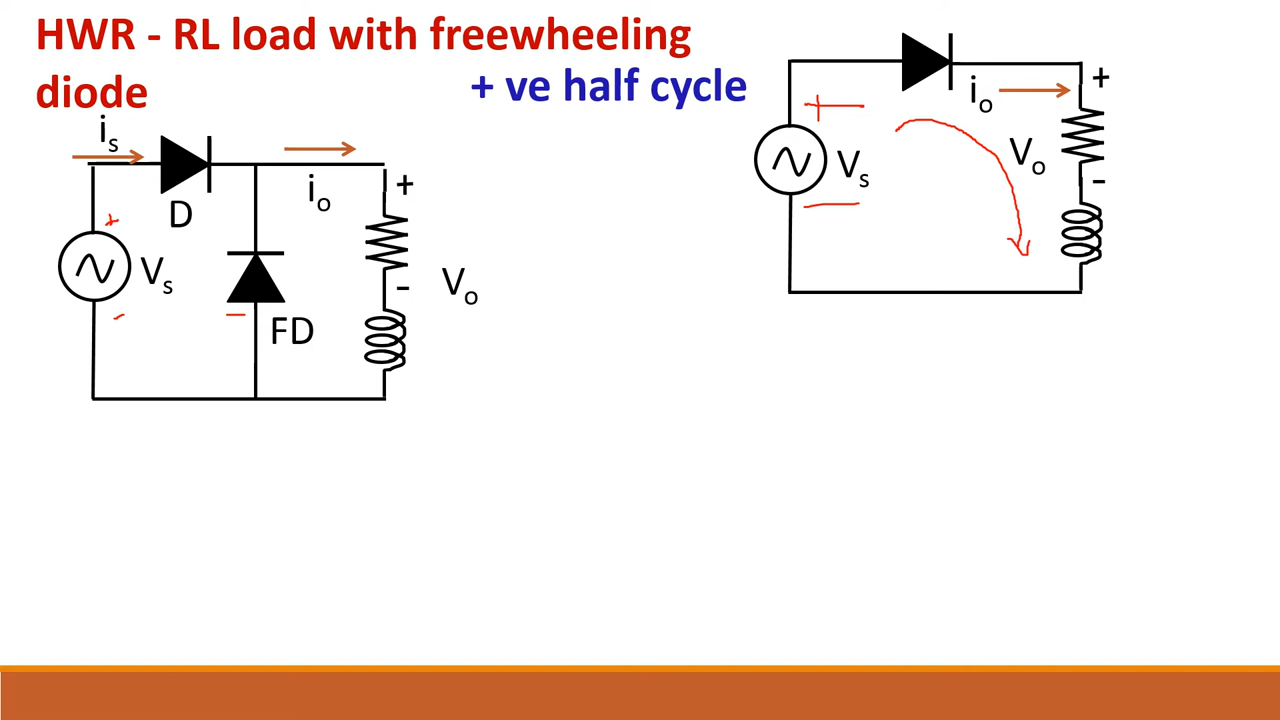 HWR - RL load with freewheeling
diode
+ ve half cycle
is
D
io
+
-
Vo
+
-
Vs
-
FD
+
-
Vs
io
+
Vo
-